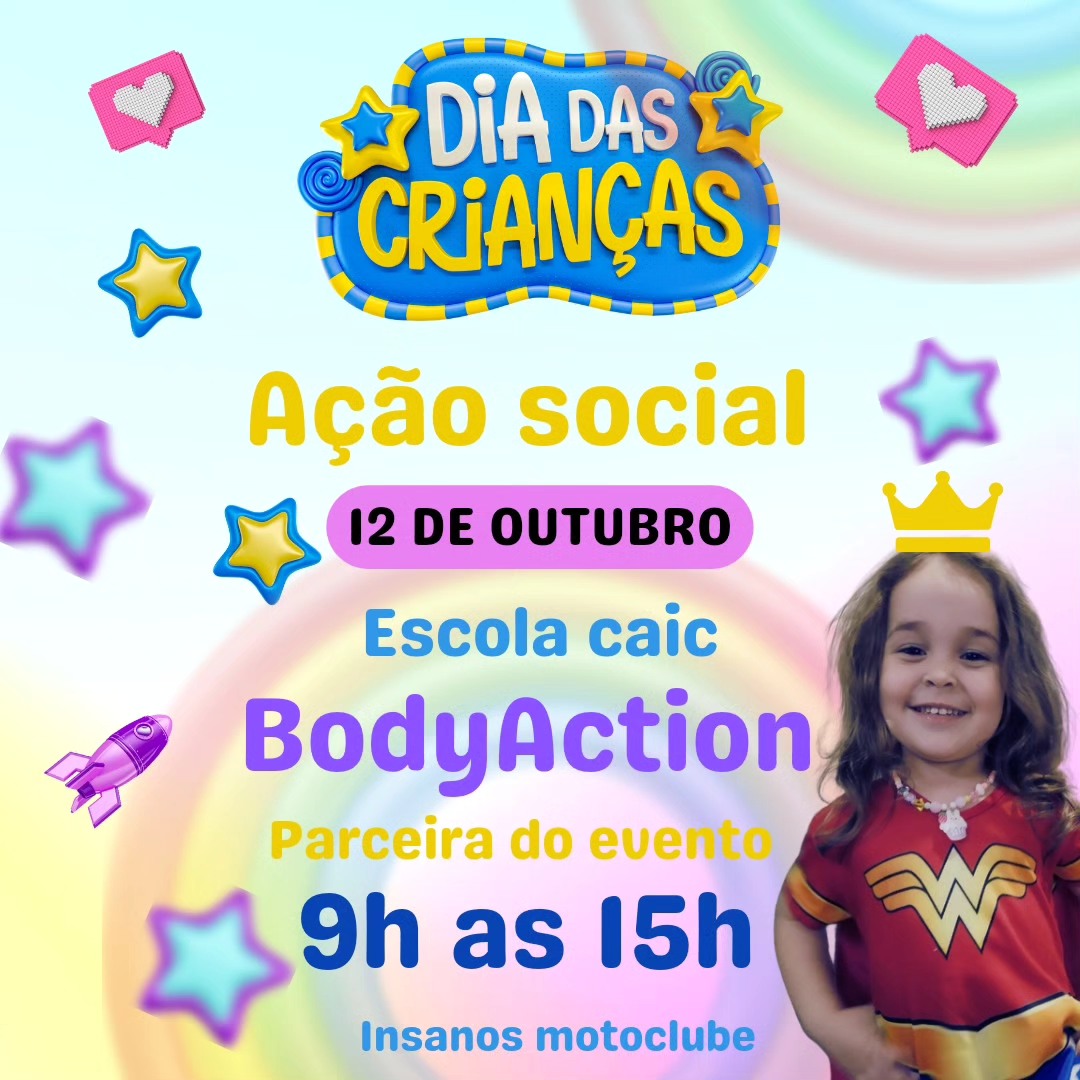 DiA DAS
CRiANÇAS
Ação social
12 DE OUTUBRO
Escola caic
BodyAction
Parceira do evento
9h as 15h
Insanos motoclube